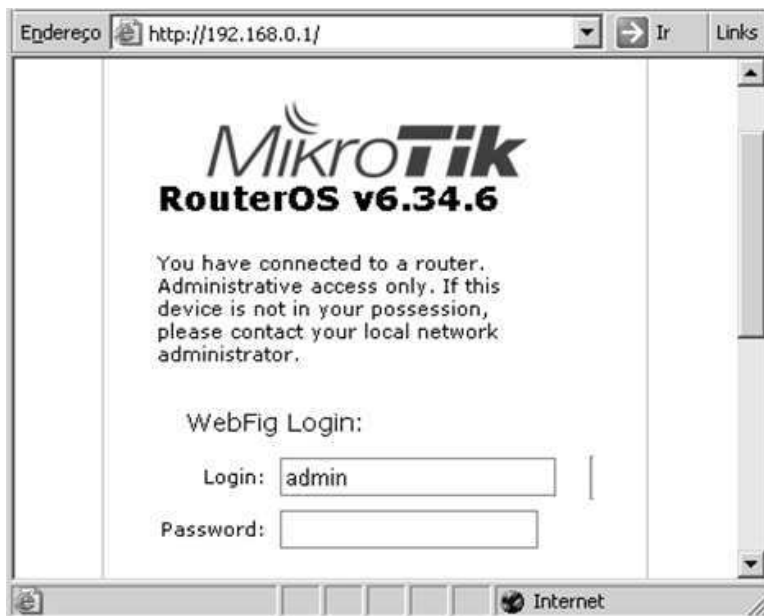 Endereço http://192.168.0.1/ Ir Links
MikroTik
RouterOS v6.34.6
You have connected to a router.
Administrative access only. If this
device is not in your possession,
please contact your local network
administrator.
WebFig Login:
Login: admin
Password:
Internet